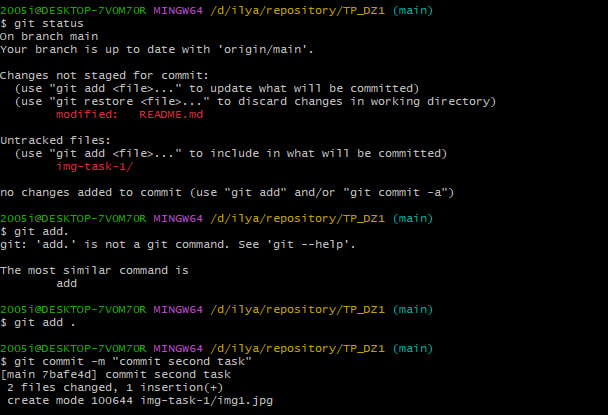 2005i@DESKTOP-7V0M70R MINGW64 /d/ilya/repository/TP_DZ1 (main)
$ git status
On branch main
Your branch is up to date with 'origin/main'.
Changes not staged for commit:
  (use "git add <file>..." to update what will be committed)
  (use "git restore <file>..." to discard changes in working directory)
        modified:   README.md
Untracked files:
  (use "git add <file>..." to include in what will be committed)
        img-task-1/
no changes added to commit (use "git add" and/or "git commit -a")
2005i@DESKTOP-7V0M70R MINGW64 /d/ilya/repository/TP_DZ1 (main)
$ git add.
git: 'add.' is not a git command. See 'git --help'.
The most similar command is
        add
2005i@DESKTOP-7V0M70R MINGW64 /d/ilya/repository/TP_DZ1 (main)
$ git add .
2005i@DESKTOP-7V0M70R MINGW64 /d/ilya/repository/TP_DZ1 (main)
$ git commit -m "commit second task"
[main 7bafe4d] commit second task
 2 files changed, 1 insertion(+)
 create mode 100644 img-task-1/img1.jpg